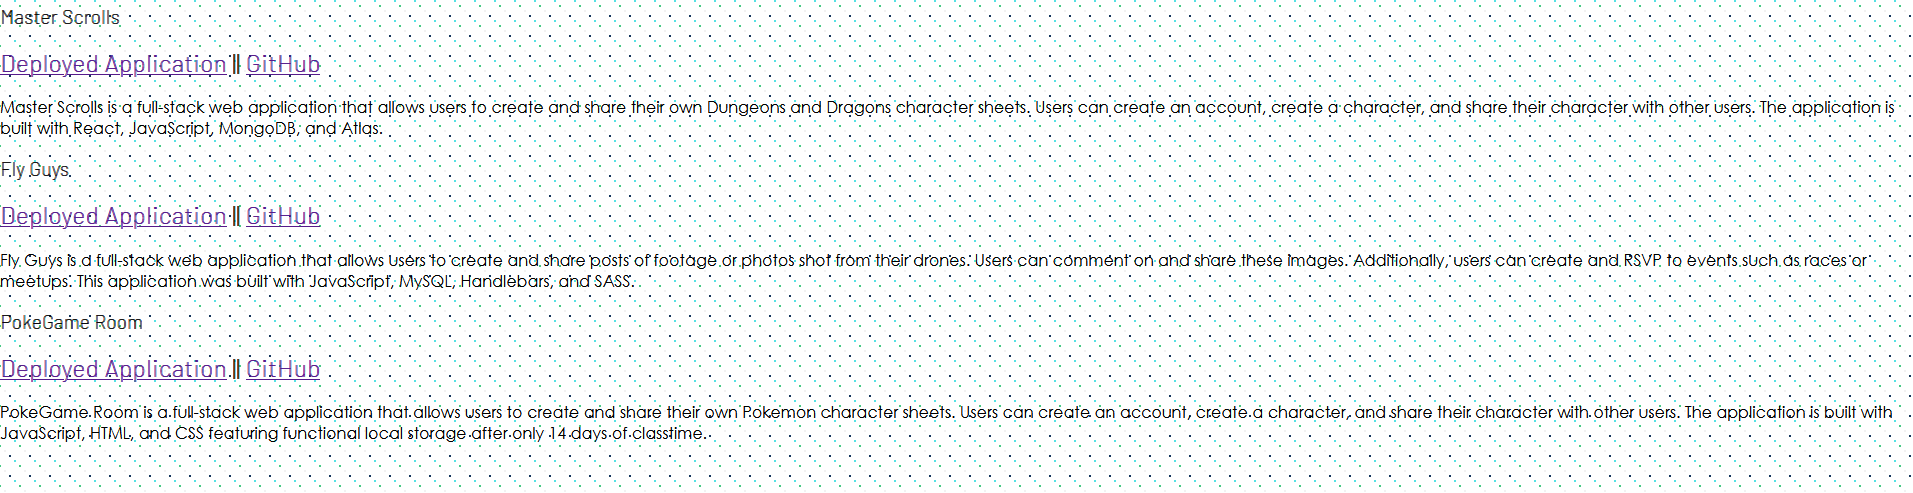 Master Scrolls
Deployed Application || GitHub
Master Scrolls is a full-stack web application that allows users to create and share their own Dungeons and Dragons character sheets. Users can create an account, create a character, and share their character with other users. The application is
built with React, JavaScript, MongoDB, and Atlas.
Fly Guys
Deployed Application || GitHub
Fly Guys is a full-stack web application that allows users to create and share posts of footage or photos shot from their drones. Users can comment on and share these images. Additionally, users can create and RSVP to events such as races or
meetups. This application was built with JavaScript, MySQL, Handlebars, and SASS.
PokeGame Room
Deployed Application || GitHub
PokeGame Room is a full-stack web application that allows users to create and share their own Pokemon character sheets. Users can create an account, create a character, and share their character with other users. The application is built with
JavaScript, HTML, and CSS featuring functional local storage after only 14 days of classtime.